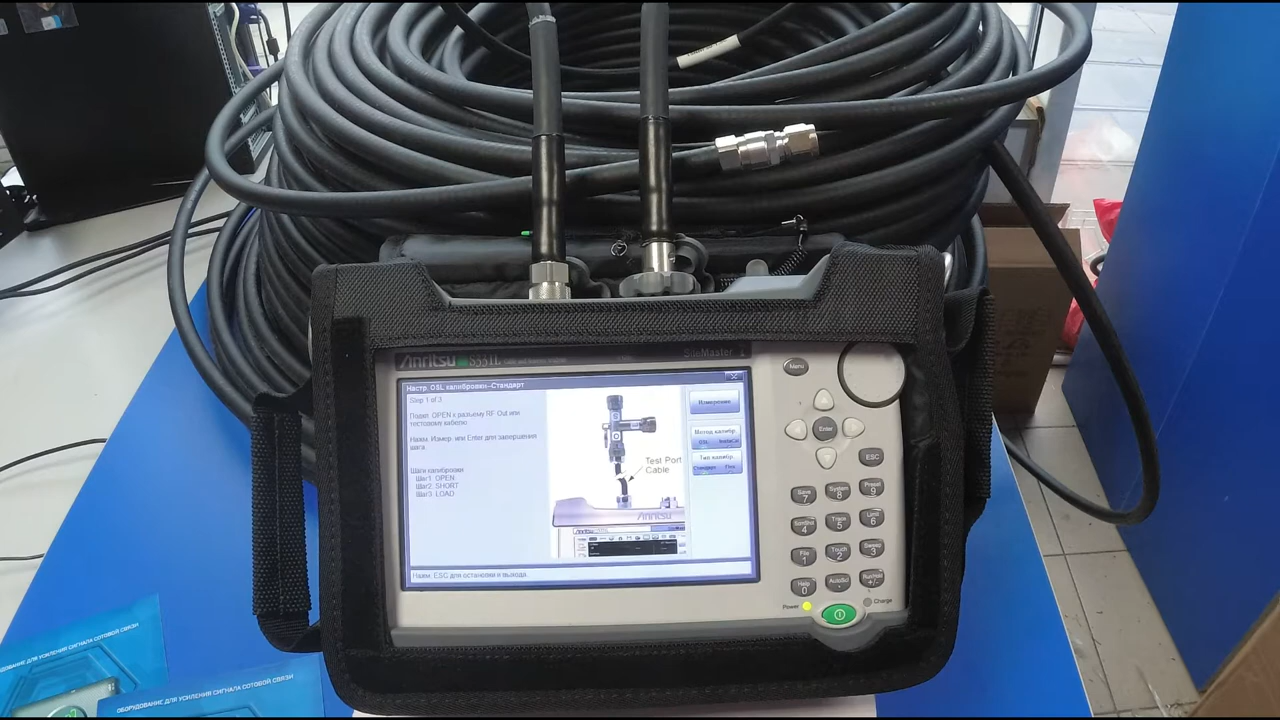 Anritsu S331L
SiteMaster
Настр. OSL калибровки--Стандарт
Step 1 of 3
Подкл. OPEN к разъему RF Out или
тестовому кабелю.
Нажм. Измер. или Enter для завершения
шага.
Шаги калибровки:
Шаг1. OPEN
Шаг2. SHORT
Шаг3. LOAD
Test Port
Cable
Anritsu
Измерение
Метод калибр.
OSL InstaCal
Тип калибр.
Стандарт Flex
Нажм. ESC для остановки и выхода.
Menu
Enter
ESC
Save
7
System
8
Preset
9
4
Trace
5
Limit
6
File
1
Touch
2
Sweep
3
Help
0
AutoScl
.
Run/Hold
+/-
Power
Charge
ОБОРУДОВАНИЕ ДЛЯ УСИЛЕНИЯ СИГНАЛА СОТОВОЙ СВЯЗИ
ОБОРУДОВАНИЕ ДЛЯ УСИЛЕНИЯ СИГНАЛА СОТОВОЙ СВЯЗИ